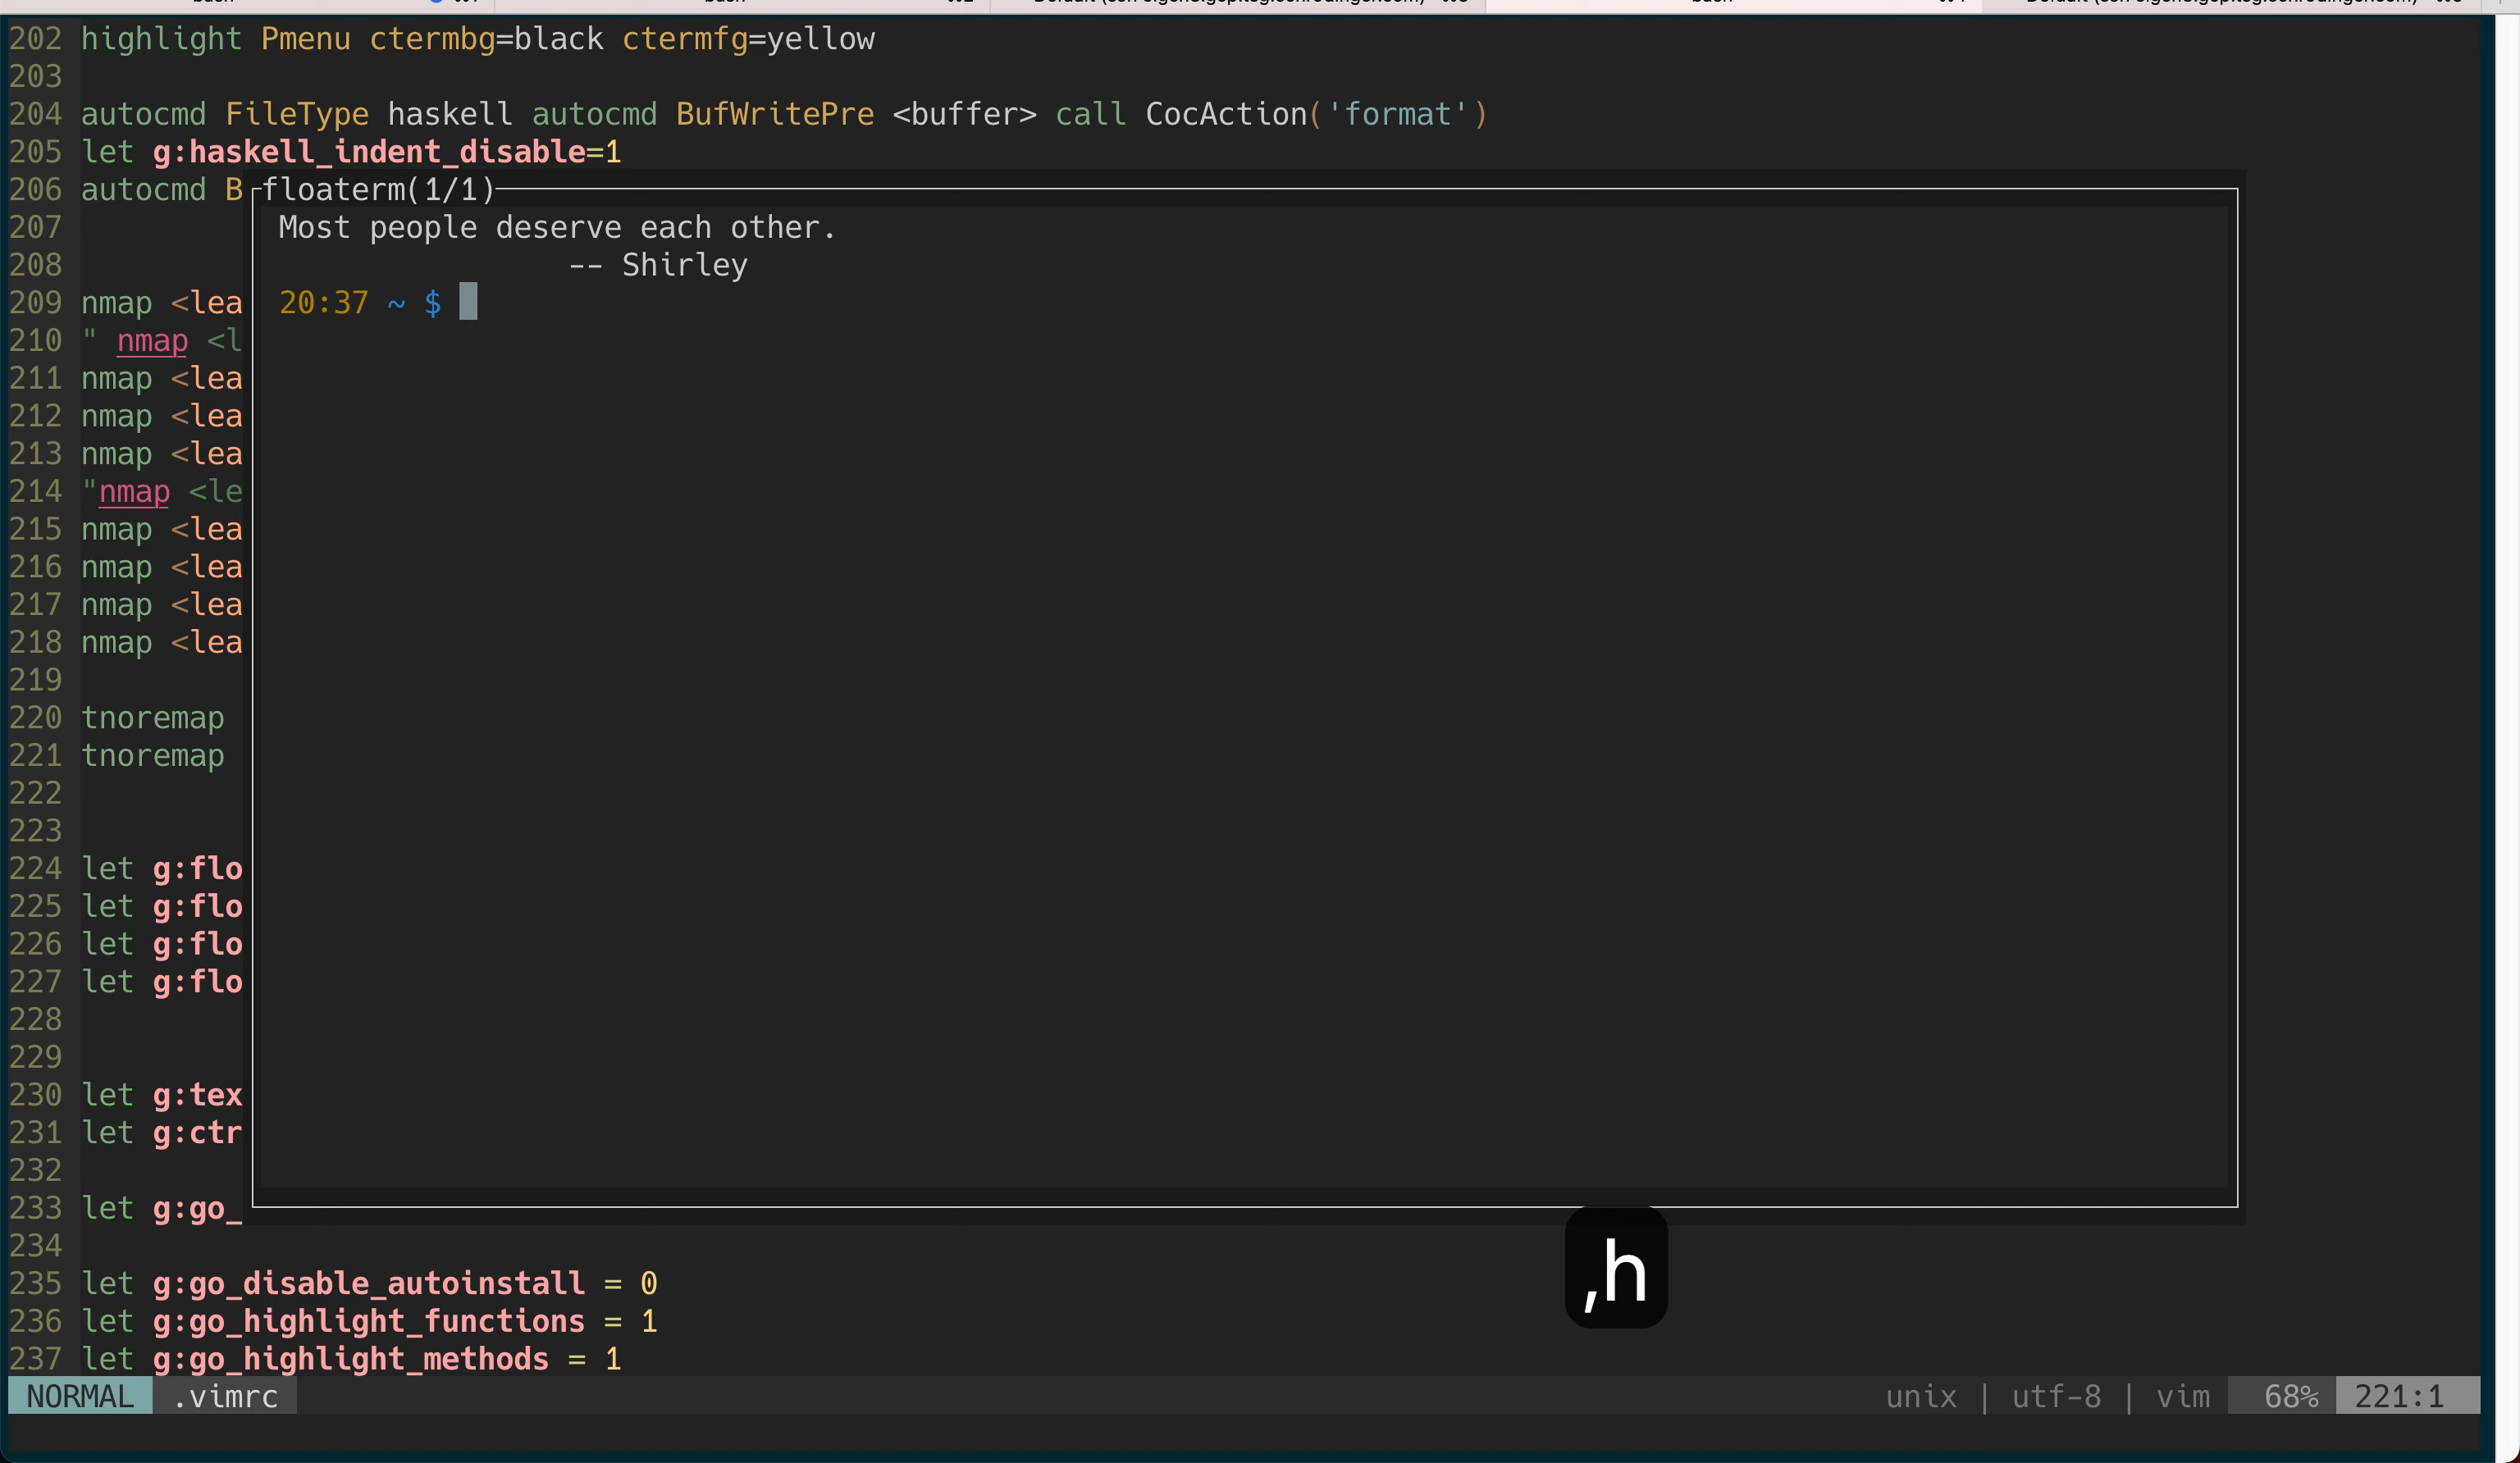 202 highlight Pmenu ctermbg=black ctermfg=yellow
203
204 autocmd FileType haskell autocmd BufWritePre <buffer> call CocAction('format')
205 let g:haskell_indent_disable=1
206 autocmd B
floaterm(1/1)
207
Most people deserve each other.
208
-- Shirley
209 nmap <lea
20:37 ~ $
210 " nmap <l
211 nmap <lea
212 nmap <lea
213 nmap <lea
214 "nmap <le
215 nmap <lea
216 nmap <lea
217 nmap <lea
218 nmap <lea
219
220 tnoremap
221 tnoremap
222
223
224 let g:flo
225 let g:flo
226 let g:flo
227 let g:flo
228
229
230 let g:tex
231 let g:ctr
232
233 let g:go_
234
235 let g:go_disable_autoinstall = 0
236 let g:go_highlight_functions = 1
237 let g:go_highlight_methods = 1
,h
NORMAL .vimrc unix | utf-8 | vim 68% 221:1